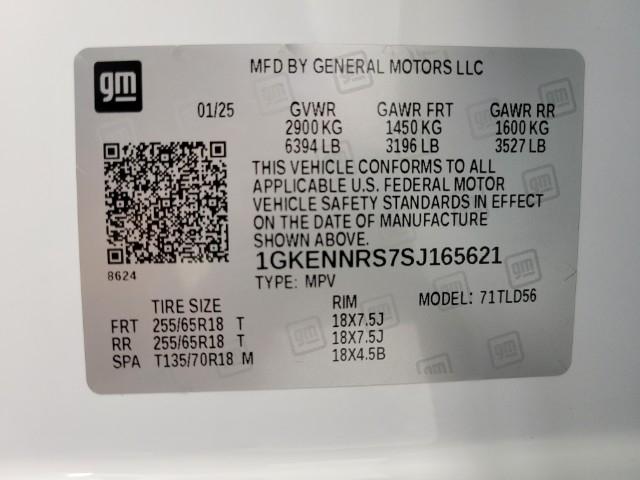 gm
MFD BY GENERAL MOTORS LLC
01/25 GVWR GAWR FRT GAWR RR
2900 KG 1450 KG 1600 KG
6394 LB 3196 LB 3527 LB
THIS VEHICLE CONFORMS TO ALL
APPLICABLE U.S. FEDERAL MOTOR
VEHICLE SAFETY STANDARDS IN EFFECT
ON THE DATE OF MANUFACTURE
SHOWN ABOVE.
8624
1GKENNRS7SJ165621
TYPE: MPV MODEL: 71TLD56
TIRE SIZE RIM
FRT 255/65R18 T 18X7.5J
RR 255/65R18 T 18X7.5J
SPA T135/70R18 M 18X4.5B